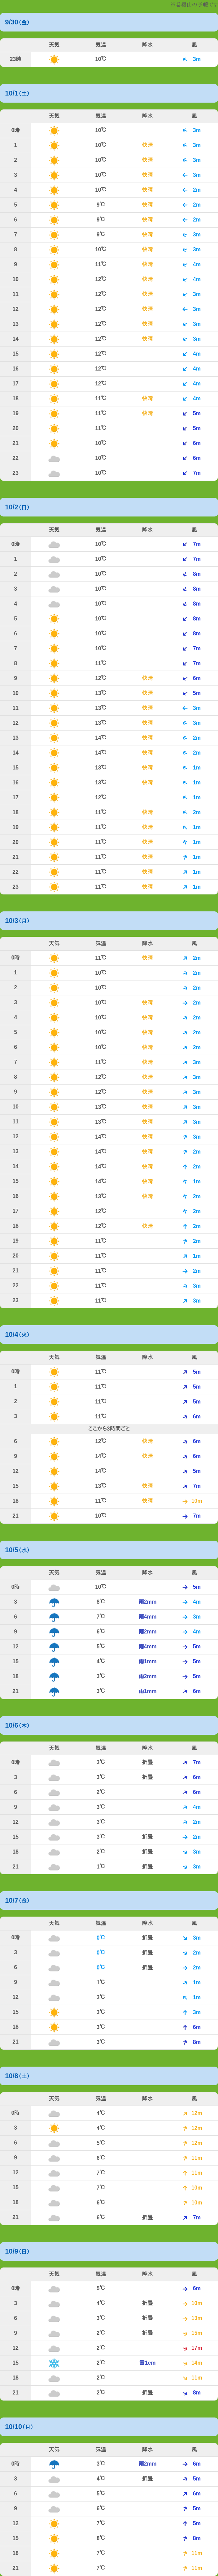 ※磐梯山の予報です
9/30(金)
天気 気温 降水 風
23時 10℃ 3m
10/1(土)
天気 気温 降水 風
0時 10℃ 3m
1 10℃ 快晴 3m
2 10℃ 快晴 3m
3 10℃ 快晴 3m
4 10℃ 快晴 2m
5 9℃ 快晴 2m
6 9℃ 快晴 2m
7 9℃ 快晴 3m
8 10℃ 快晴 3m
9 11℃ 快晴 4m
10 12℃ 快晴 4m
11 12℃ 快晴 3m
12 12℃ 快晴 3m
13 12℃ 快晴 3m
14 12℃ 快晴 3m
15 12℃ 4m
16 12℃ 4m
17 12℃ 4m
18 11℃ 快晴 4m
19 11℃ 快晴 5m
20 11℃ 5m
21 10℃ 6m
22 10℃ 6m
23 10℃ 7m
10/2(日)
天気 気温 降水 風
0時 10℃ 7m
1 10℃ 7m
2 10℃ 8m
3 10℃ 8m
4 10℃ 8m
5 10℃ 8m
6 10℃ 8m
7 10℃ 7m
8 11℃ 7m
9 12℃ 快晴 6m
10 13℃ 快晴 5m
11 13℃ 快晴 3m
12 13℃ 快晴 3m
13 14℃ 快晴 2m
14 14℃ 快晴 2m
15 13℃ 快晴 1m
16 13℃ 快晴 1m
17 12℃ 1m
18 11℃ 快晴 2m
19 11℃ 快晴 1m
20 11℃ 快晴 1m
21 11℃ 快晴 1m
22 11℃ 快晴 1m
23 11℃ 快晴 1m
10/3(月)
天気 気温 降水 風
0時 11℃ 快晴 2m
1 10℃ 2m
2 10℃ 2m
3 10℃ 2m
4 10℃ 2m
5 10℃ 2m
6 10℃ 2m
7 11℃ 3m
8 12℃ 3m
9 12℃ 3m
10 13℃ 3m
11 13℃ 3m
12 14℃ 快晴 3m
13 14℃ 快晴 2m
14 14℃ 快晴 2m
15 14℃ 快晴 1m
16 13℃ 快晴 2m
17 12℃ 2m
18 12℃ 快晴 2m
19 11℃ 2m
20 11℃ 1m
21 11℃ 2m
22 11℃ 3m
23 11℃ 3m
10/4(火)
天気 気温 降水 風
0時 11℃ 5m
1 11℃ 5m
2 11℃ 5m
3 11℃ 6m
ここから3時間ごと
6 12℃ 快晴 6m
9 14℃ 快晴 6m
12 14℃ 5m
15 13℃ 快晴 7m
18 11℃ 快晴 10m
21 10℃ 7m
10/5(水)
天気 気温 降水 風
0時 10℃ 5m
3 8℃ 雨2mm 4m
6 7℃ 雨4mm 3m
9 6℃ 雨2mm 4m
12 5℃ 雨4mm 5m
15 4℃ 雨1mm 5m
18 3℃ 雨2mm 5m
21 3℃ 雨1mm 6m
10/6(木)
天気 気温 降水 風
0時 3℃ 折畳 7m
3 3℃ 折畳 6m
6 2℃ 6m
9 3℃ 4m
12 3℃ 2m
15 3℃ 折畳 2m
18 2℃ 折畳 3m
21 1℃ 折畳 3m
10/7(金)
天気 気温 降水 風
0時 0℃ 折畳 3m
3 0℃ 折畳 2m
6 0℃ 折畳 2m
9 1℃ 1m
12 3℃ 1m
15 3℃ 3m
18 3℃ 6m
21 3℃ 8m
10/8(土)
天気 気温 降水 風
0時 4℃ 12m
3 4℃ 12m
6 5℃ 12m
9 6℃ 11m
12 7℃ 11m
15 7℃ 10m
18 6℃ 10m
21 6℃ 折畳 7m
10/9(日)
天気 気温 降水 風
0時 5℃ 6m
3 4℃ 折畳 10m
6 3℃ 折畳 13m
9 2℃ 折畳 15m
12 2℃ 17m
15 2℃ 雪1cm 14m
18 2℃ 11m
21 2℃ 折畳 8m
10/10(月)
天気 気温 降水 風
0時 3℃ 雨2mm 6m
3 4℃ 折畳 5m
6 5℃ 6m
9 6℃ 5m
12 7℃ 5m
15 8℃ 8m
18 7℃ 11m
21 7℃ 11m